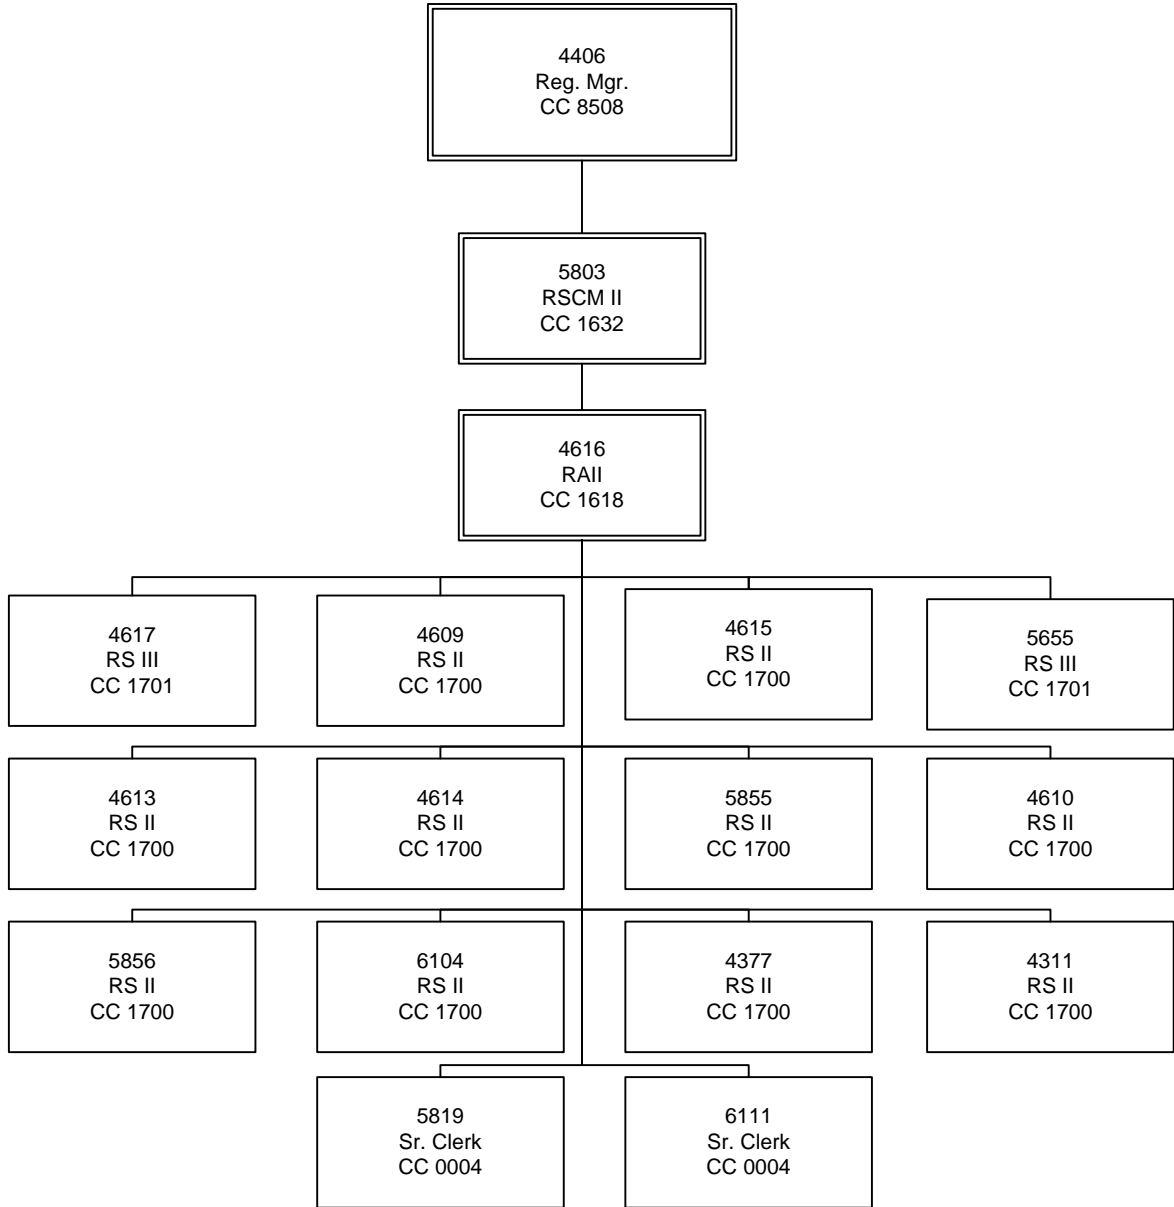 4406
Reg. Mgr.
CC 8508
5803
RSCM II
CC 1632
4616
RAII
CC 1618
4617
RS III
CC 1701
4609
RS II
CC 1700
4615
RS II
CC 1700
5655
RS III
CC 1701
4613
RS II
CC 1700
4614
RS II
CC 1700
5855
RS II
CC 1700
4610
RS II
CC 1700
5856
RS II
CC 1700
6104
RS II
CC 1700
4377
RS II
CC 1700
4311
RS II
CC 1700
5819
Sr. Clerk
CC 0004
6111
Sr. Clerk
CC 0004